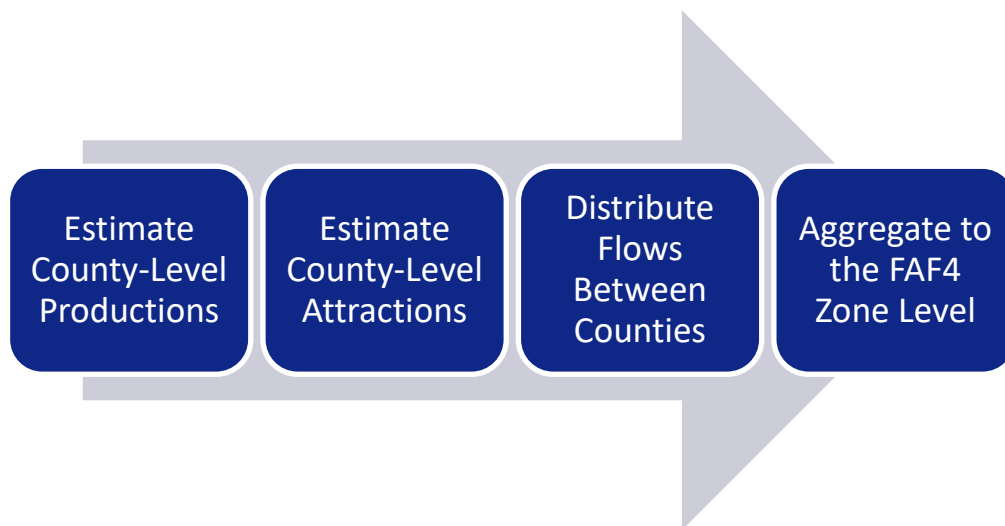 Estimate
County-Level
Productions
Estimate
County-Level
Attractions
Distribute
Flows
Between
Counties
Aggregate to
the FAF4
Zone Level